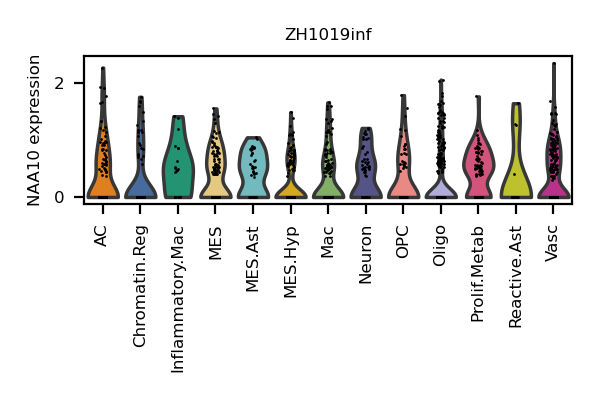 ZH1019inf
NAA10 expression
2
0
AC
Chromatin.Reg
Inflammatory.Mac
MES
MES.Ast
MES.Hyp
Mac
Neuron
OPC
Oligo
Prolif.Metab
Reactive.Ast
Vasc